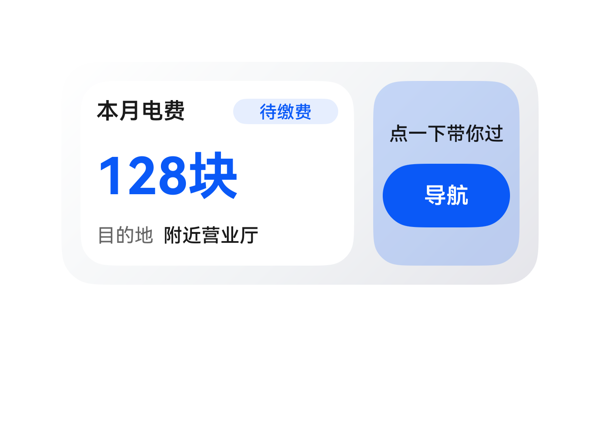 本月电费
待缴费
128块
目的地 附近营业厅
点一下带你过
导航